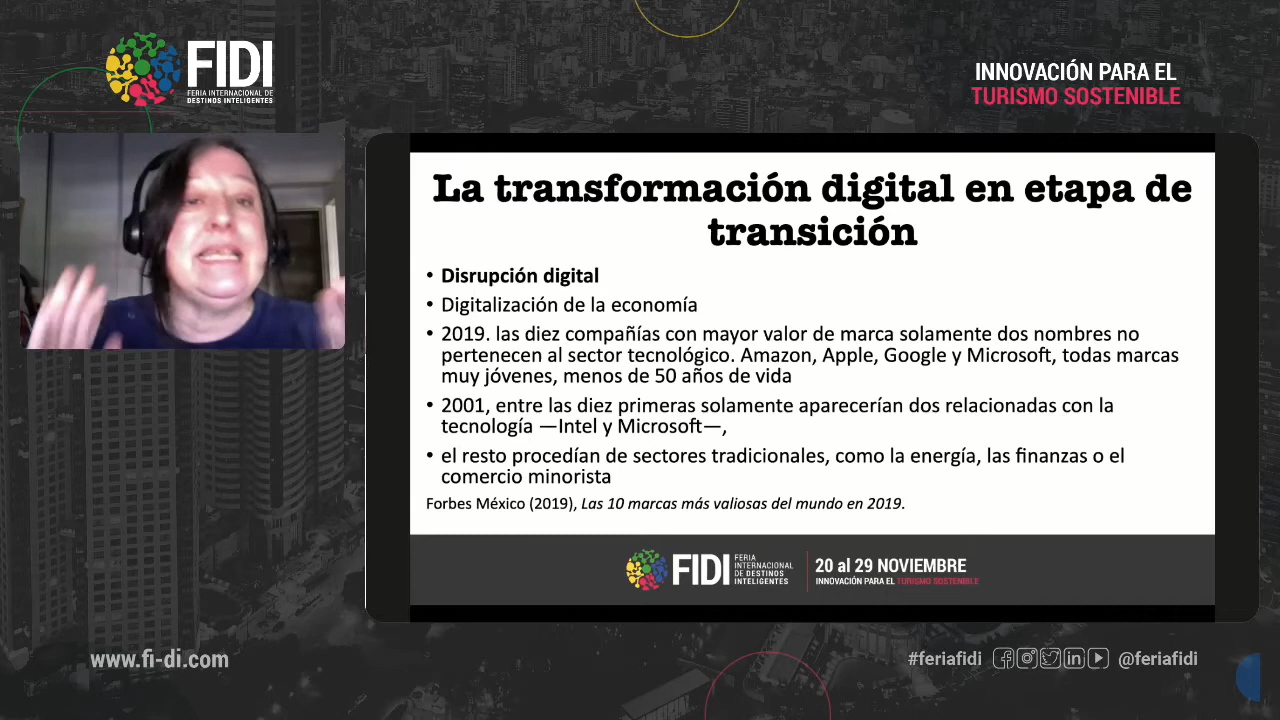 FIDI
FERIA INTERNACIONAL DE
DESTINOS INTELIGENTES
INNOVACIÓN PARA EL
TURISMO SOSTENIBLE
La transformación digital en etapa de
transición
• Disrupción digital
• Digitalización de la economía
• 2019. las diez compañías con mayor valor de marca solamente dos nombres no
pertenecen al sector tecnológico. Amazon, Apple, Google y Microsoft, todas marcas
muy jóvenes, menos de 50 años de vida
• 2001, entre las diez primeras solamente aparecerían dos relacionadas con la
tecnología —Intel y Microsoft—,
• el resto procedían de sectores tradicionales, como la energía, las finanzas o el
comercio minorista
Forbes México (2019), Las 10 marcas más valiosas del mundo en 2019.
FIDI
FERIA
INTERNACIONAL
DE DESTINOS
INTELIGENTES
20 al 29 NOVIEMBRE
INNOVACIÓN PARA EL TURISMO SOSTENIBLE
www.fi-di.com
#feriafidi
@feriafidi